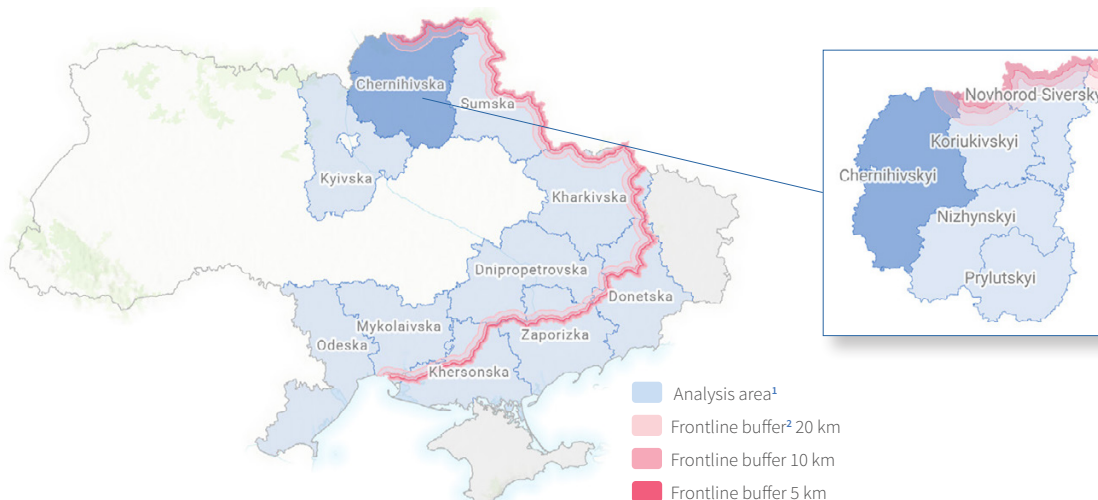 Chernihivska
Sumska
Kyivska
Kharkivska
Dnipropetrovska
Donetska
Mykolaivska
Zaporizka
Odeska
Khersonska
Novhorod Siversky
Koriukivskyi
Chernihivskyi
Nizhynskyi
Prylutskyi
Analysis area¹
Frontline buffer² 20 km
Frontline buffer 10 km
Frontline buffer 5 km